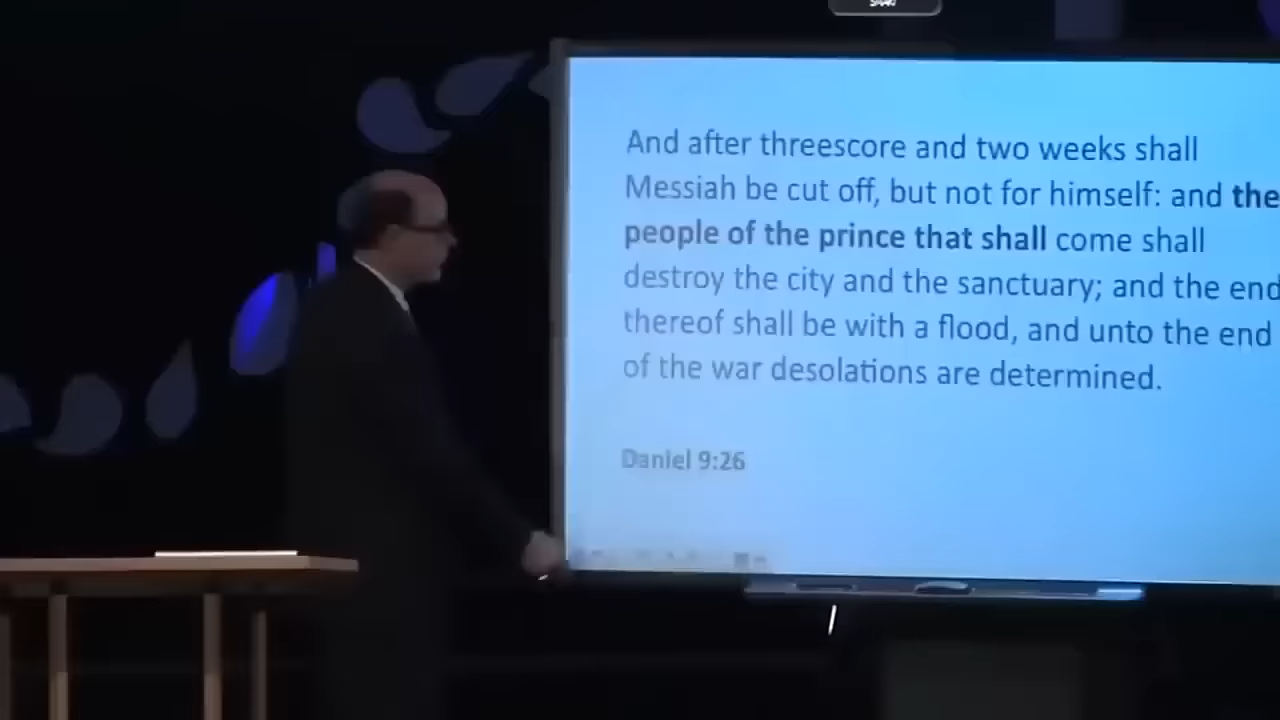 SMART
And after threescore and two weeks shall
Messiah be cut off, but not for himself: and the
people of the prince that shall come shall
destroy the city and the sanctuary; and the end
thereof shall be with a flood, and unto the end
of the war desolations are determined.
Daniel 9:26